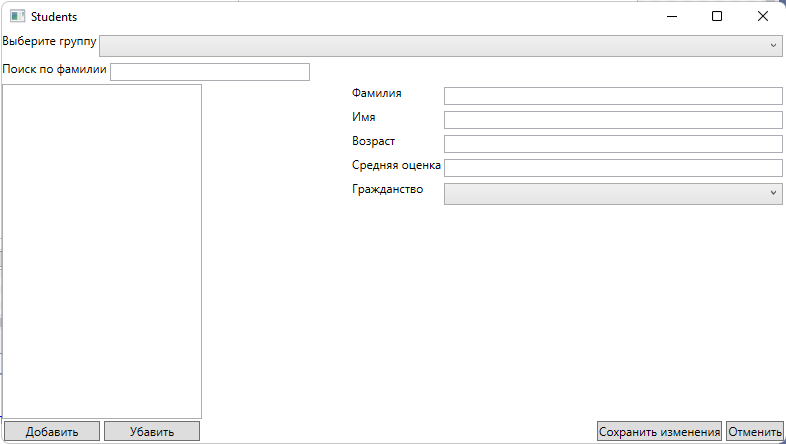 Students
Выберите группу
Поиск по фамилии
Фамилия
Имя
Возраст
Средняя оценка
Гражданство
Добавить Убавить Сохранить изменения Отменить